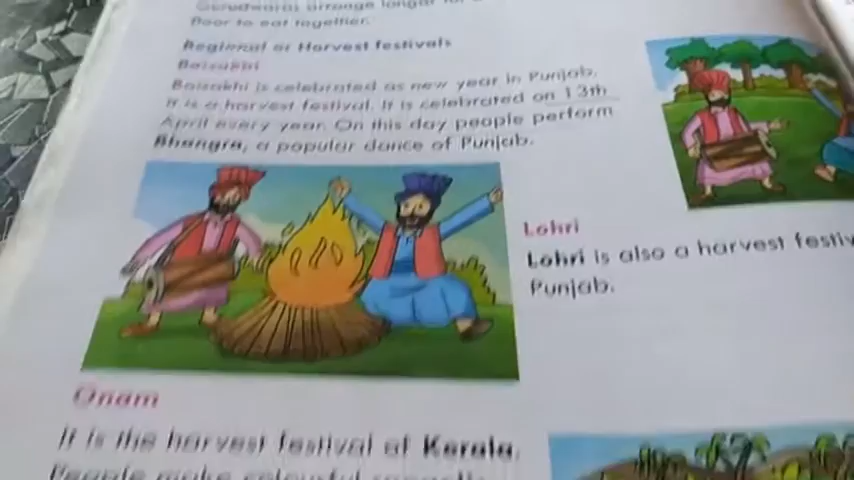 Gurudwaras arrange langar for
Poor to eat together.
Regional or Harvest festivals
Baisakhi
Baisakhi is celebrated as new year in Punjab.
It is a harvest festival. It is celebrated on 13th
April every year. On this day people perform
Bhangra, a popular dance of Punjab.
Lohri
Lohri is also a harvest festiv
Punjab.
Onam
It is the harvest festival of Kerala.
People make colourful